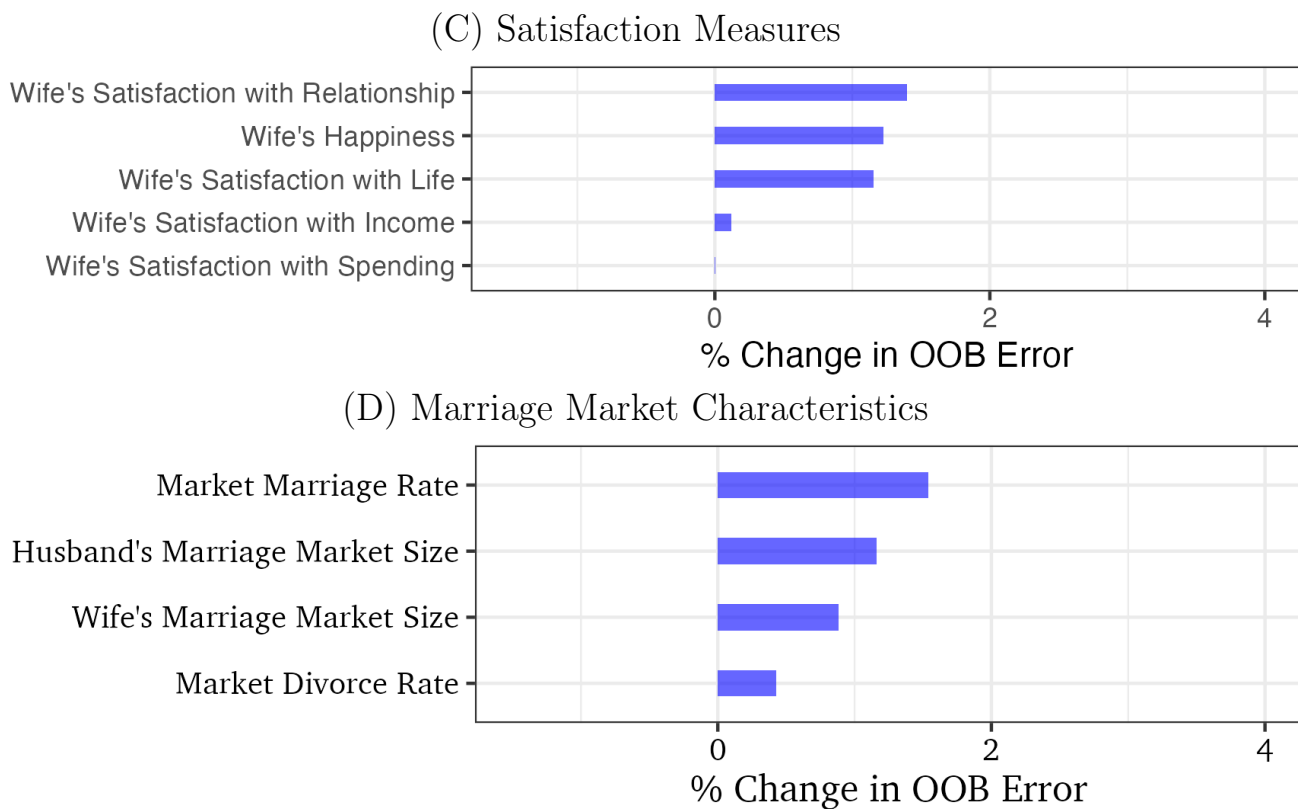 (C) Satisfaction Measures
Wife's Satisfaction with Relationship
Wife's Happiness
Wife's Satisfaction with Life
Wife's Satisfaction with Income
Wife's Satisfaction with Spending
0 2 4
% Change in OOB Error
(D) Marriage Market Characteristics
Market Marriage Rate
Husband's Marriage Market Size
Wife's Marriage Market Size
Market Divorce Rate
0 2 4
% Change in OOB Error